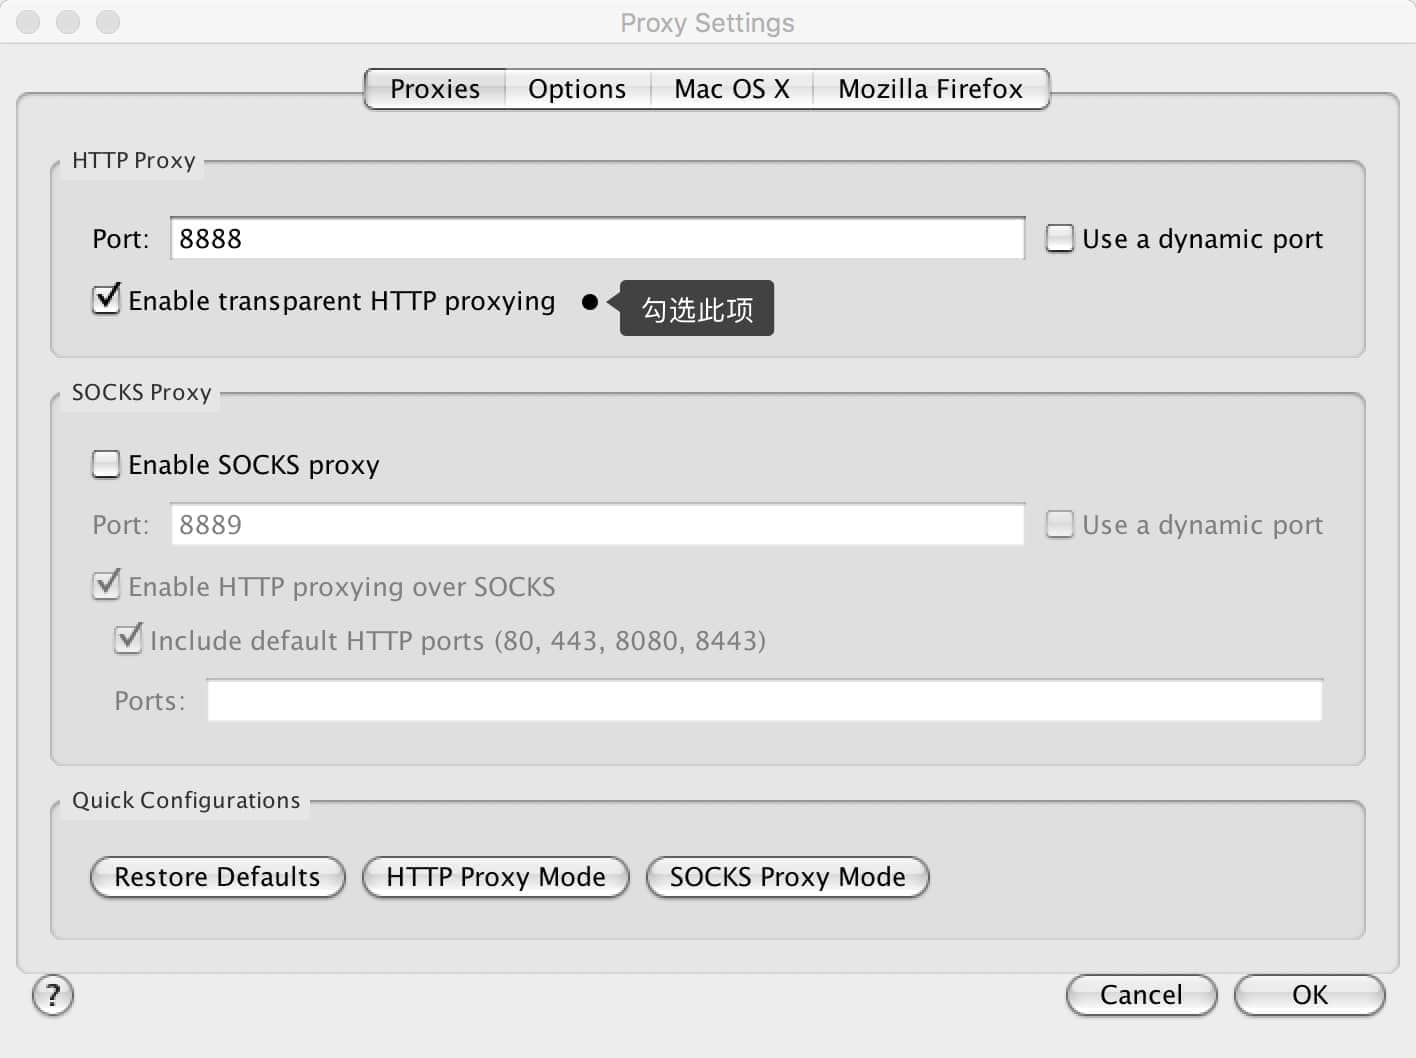 Proxy Settings
Proxies Options Mac OS X Mozilla Firefox
HTTP Proxy
Port: 8888 Use a dynamic port
Enable transparent HTTP proxying 勾选此项
SOCKS Proxy
Enable SOCKS proxy
Port: 8889 Use a dynamic port
Enable HTTP proxying over SOCKS
Include default HTTP ports (80, 443, 8080, 8443)
Ports:
Quick Configurations
Restore Defaults HTTP Proxy Mode SOCKS Proxy Mode
? Cancel OK